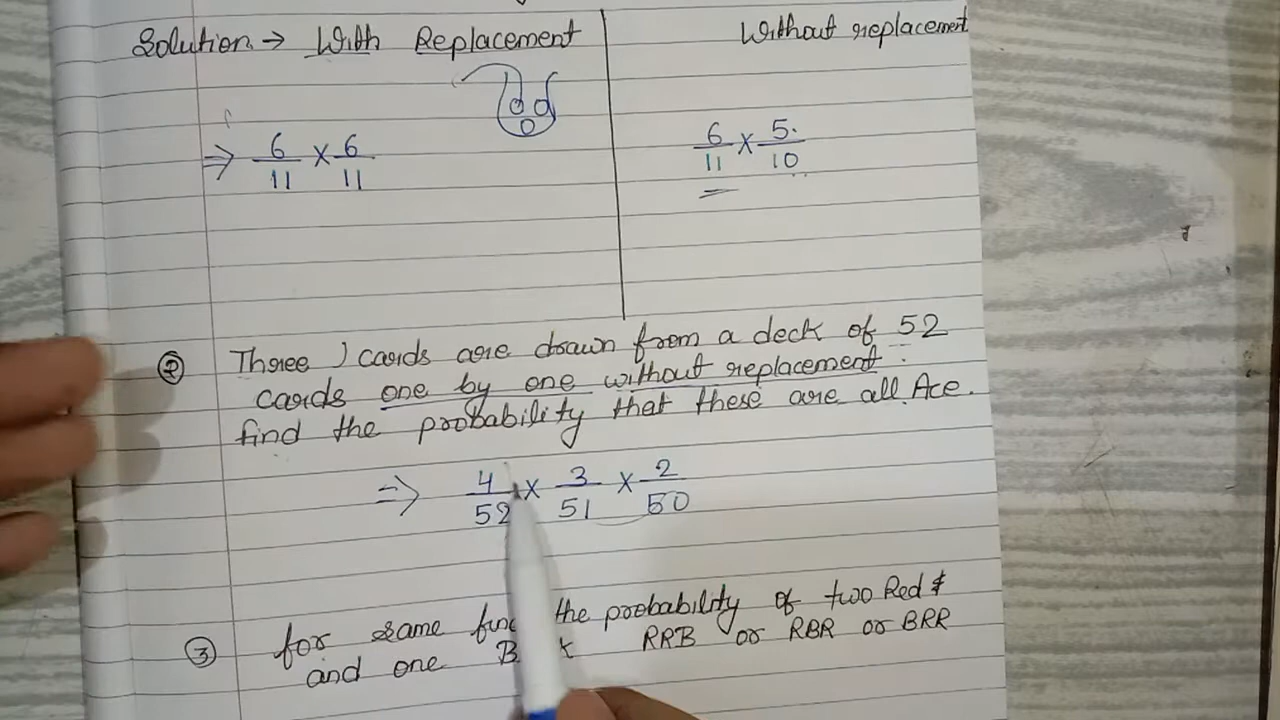 Solution → With Replacement
Without replacement
⇒ 6/11 × 6/11
6/11 × 5/10
② Three cards are drawn from a deck of 52
cards one by one without replacement.
find the probability that these are all Ace.
⇒ 4/52 × 3/51 × 2/50
③ for same the probability of two Red &
and one RRB or RBR or BRR